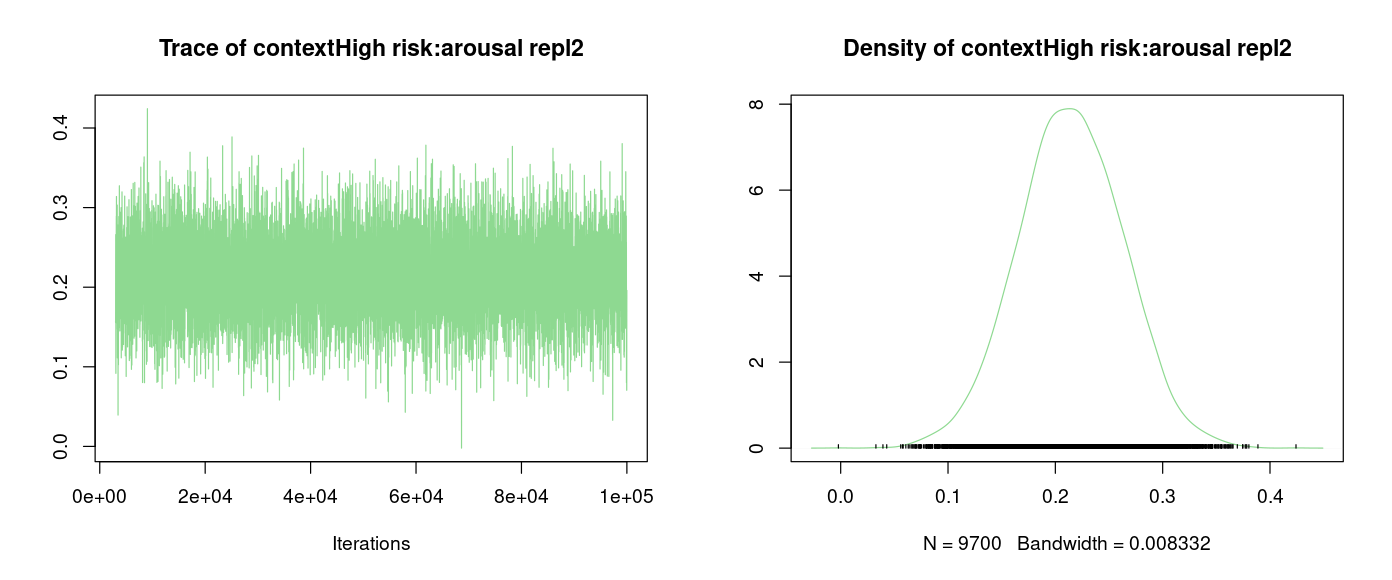 Trace of contextHigh risk:arousal repl2
0.4
0.3
0.2
0.1
0.0
0e+00 2e+04 4e+04 6e+04 8e+04 1e+05
Iterations
Density of contextHigh risk:arousal repl2
8
6
4
2
0
0.0 0.1 0.2 0.3 0.4
N = 9700 Bandwidth = 0.008332